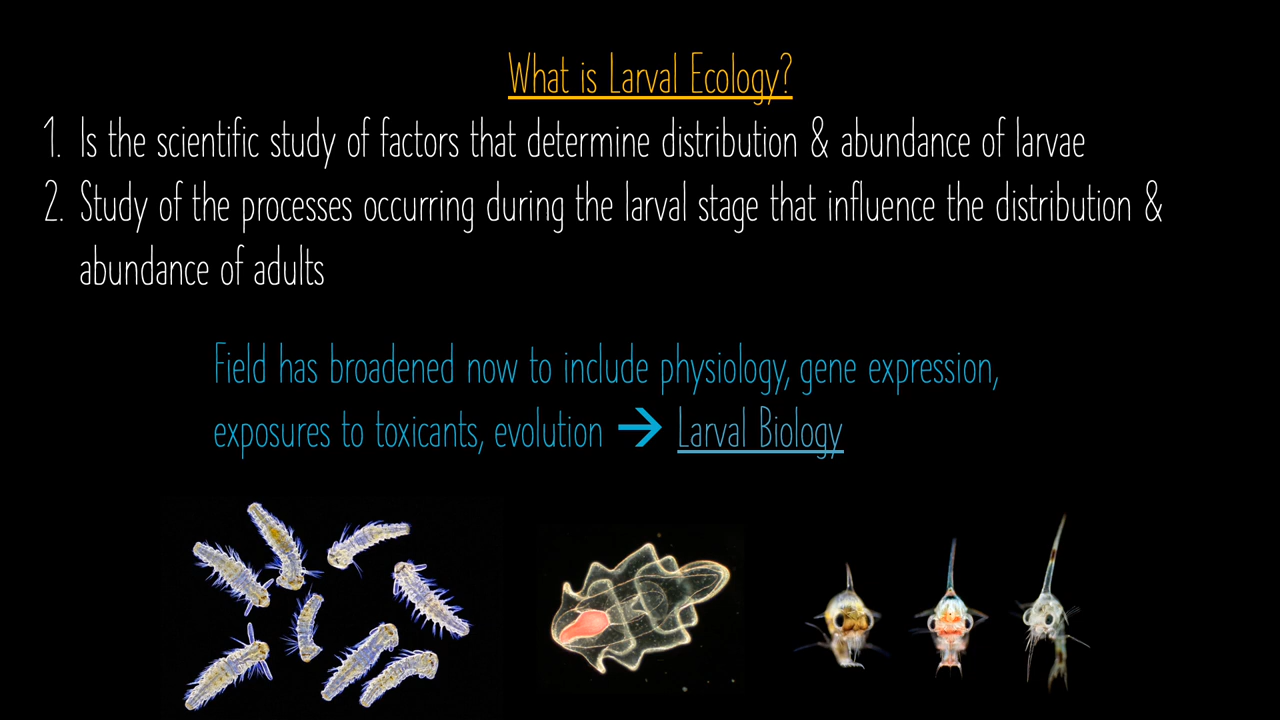 What is Larval Ecology?
1. Is the scientific study of factors that determine distribution & abundance of larvae
2. Study of the processes occurring during the larval stage that influence the distribution &
abundance of adults
Field has broadened now to include physiology, gene expression,
exposures to toxicants, evolution → Larval Biology